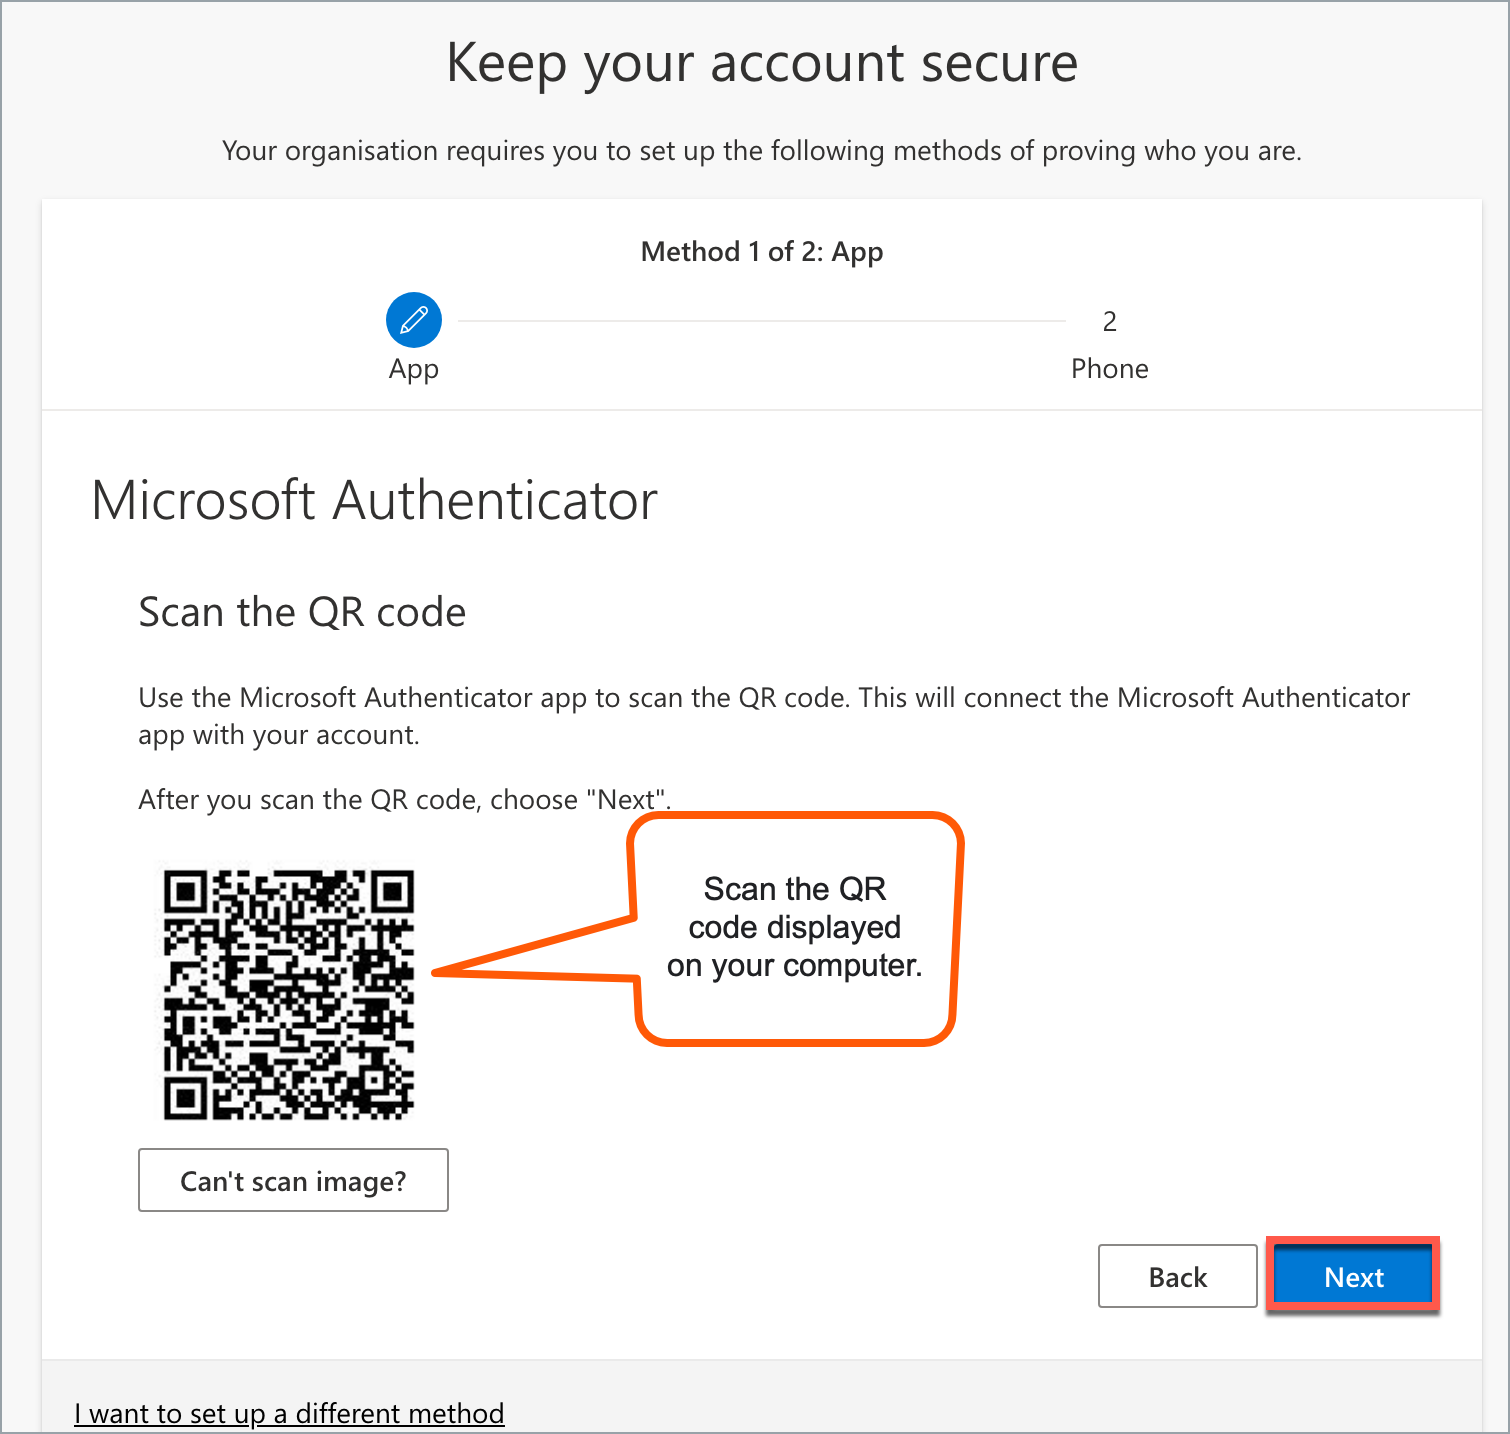 Keep your account secure
Your organisation requires you to set up the following methods of proving who you are.
Method 1 of 2: App
2
App
Phone
Microsoft Authenticator
Scan the QR code
Use the Microsoft Authenticator app to scan the QR code. This will connect the Microsoft Authenticator
app with your account.
After you scan the QR code, choose "Next".
Scan the QR
code displayed
on your computer.
Can't scan image?
Back
Next
I want to set up a different method